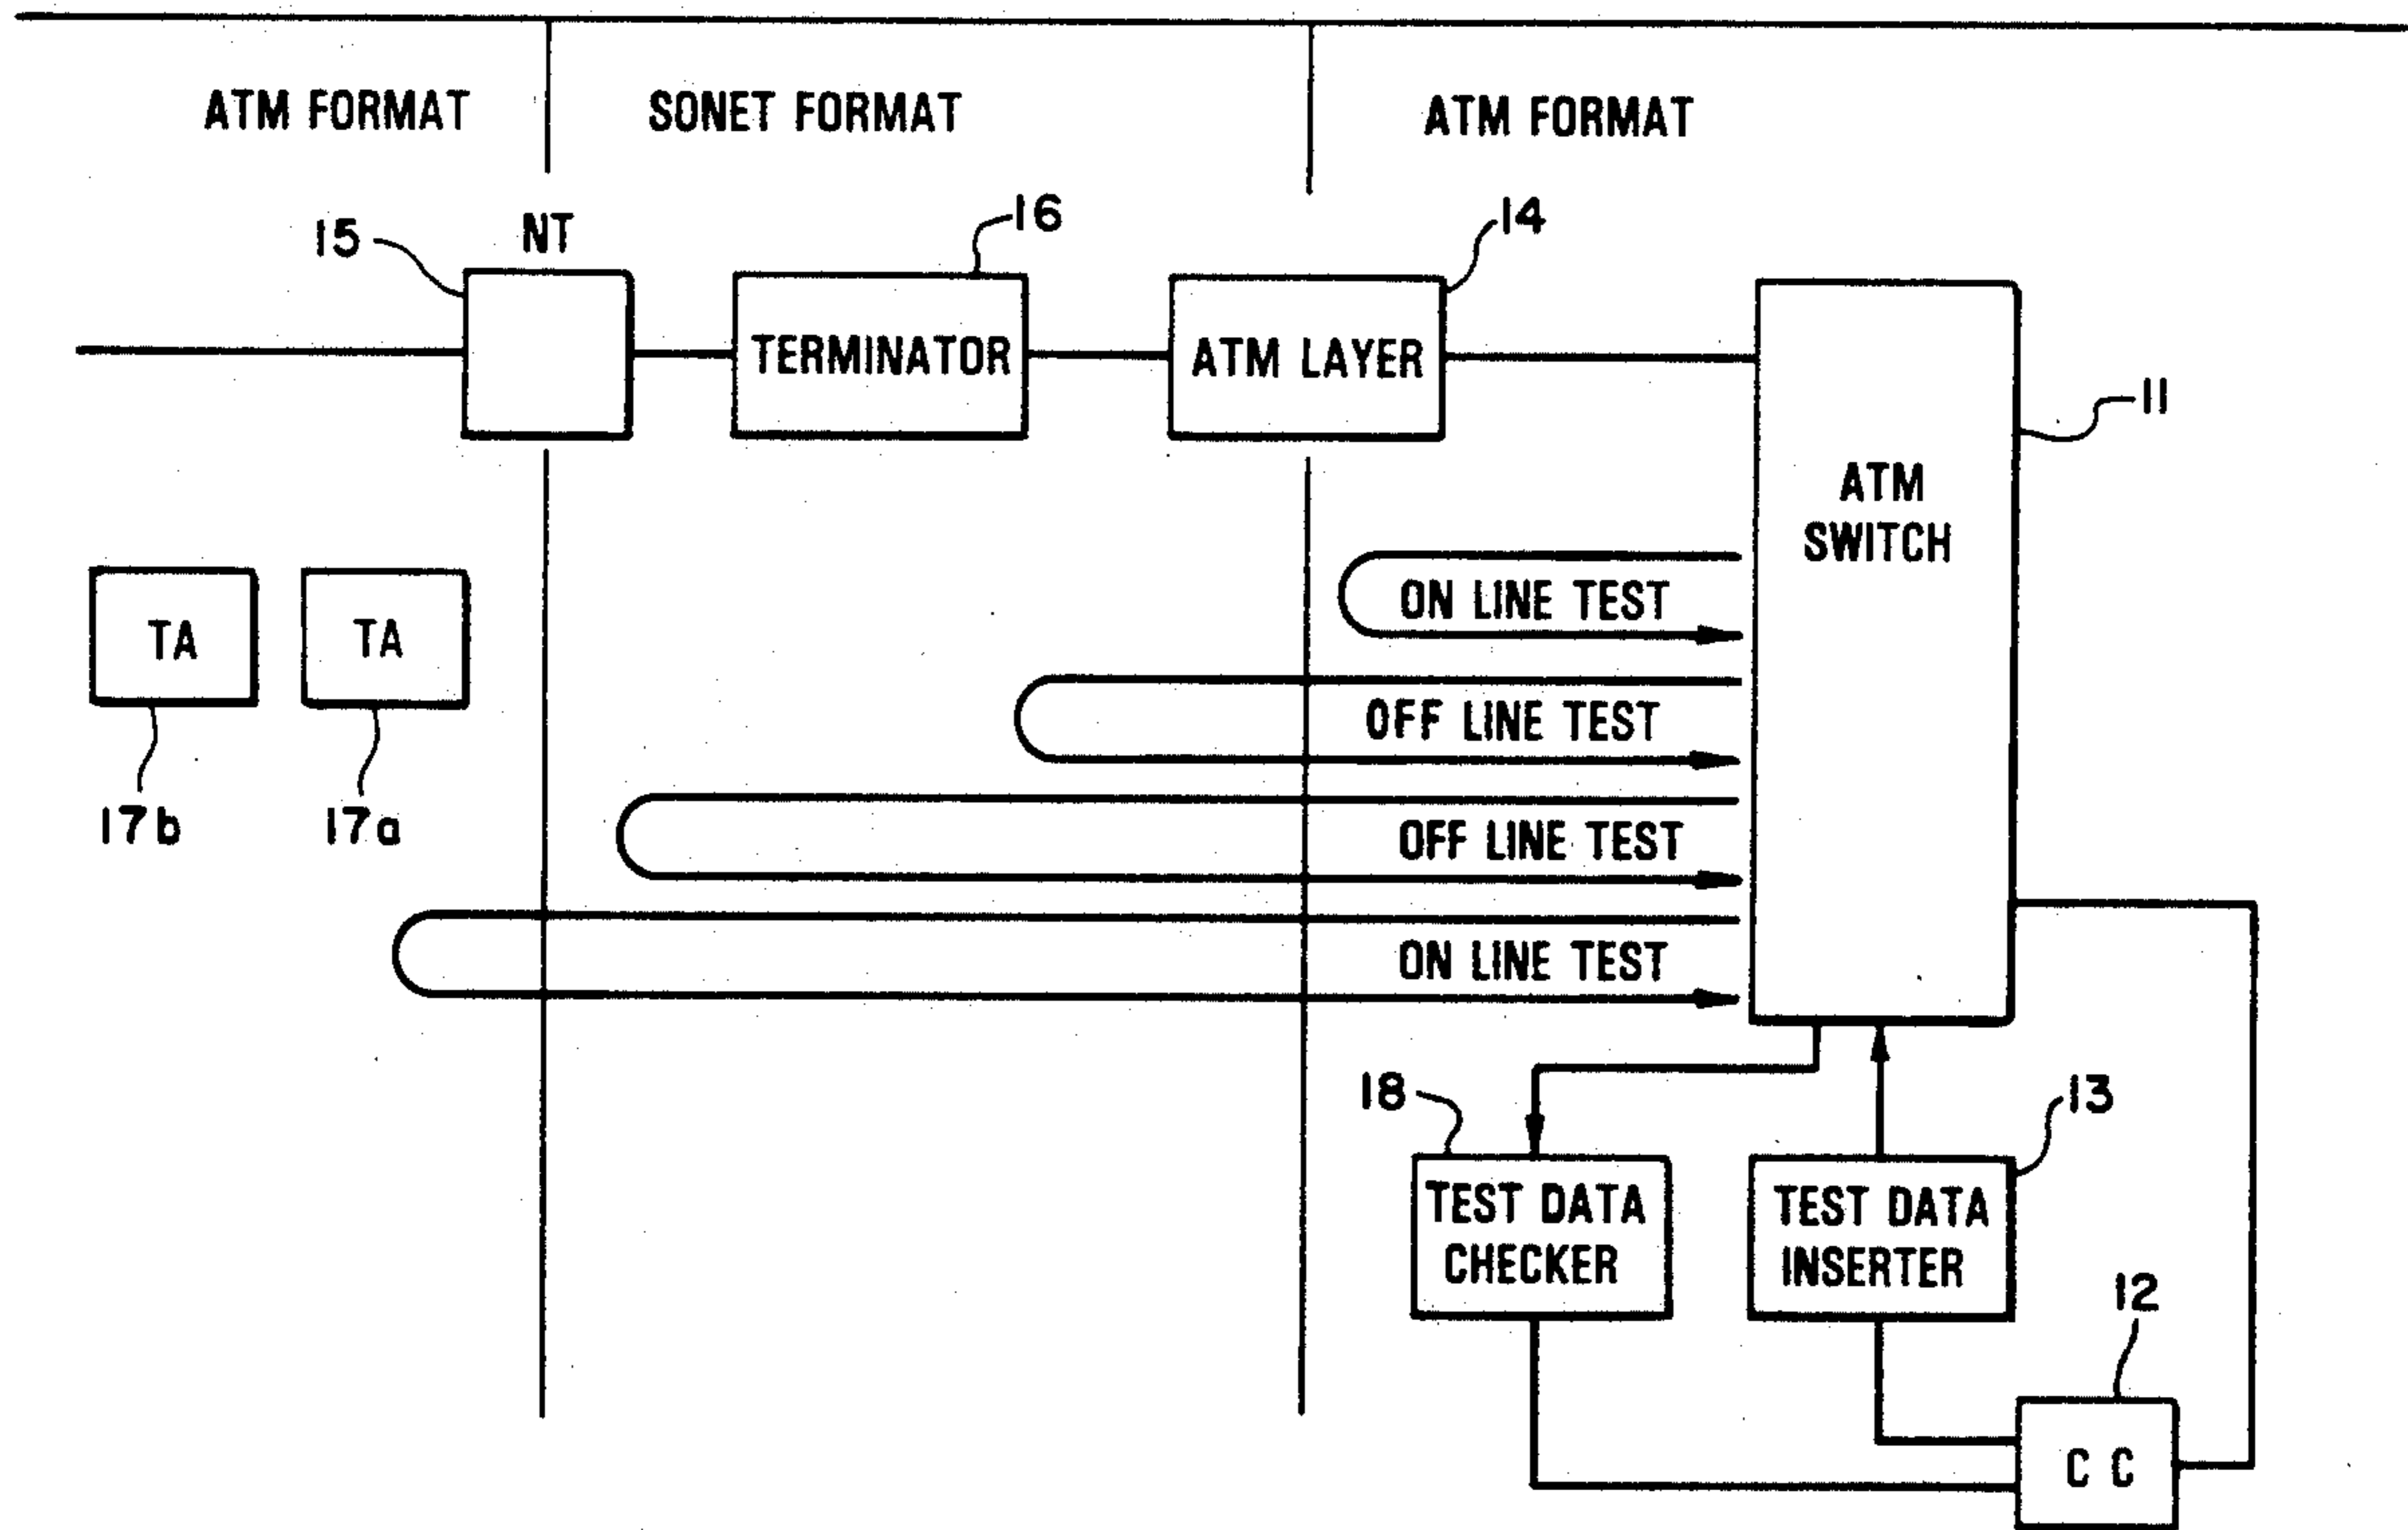 ATM FORMAT
SONET FORMAT
ATM FORMAT
15
NT
16
14
TERMINATOR
ATM LAYER
11
ATM
SWITCH
ON LINE TEST
TA
TA
OFF LINE TEST
17b
17a
OFF LINE TEST
ON LINE TEST
18
13
TEST DATA
CHECKER
TEST DATA
INSERTER
12
C C